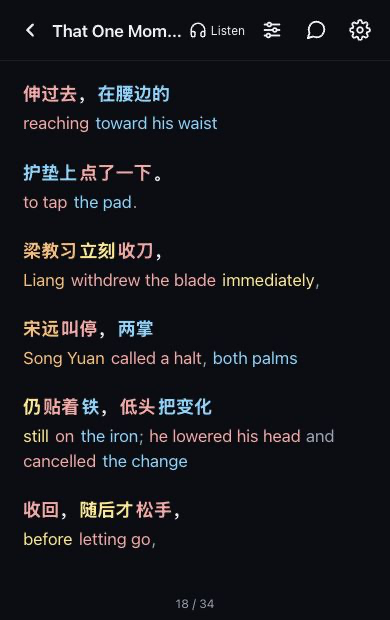 That One Mom...
Listen
伸过去，在腰边的
reaching toward his waist
护垫上点了一下。
to tap the pad.
梁教习立刻收刀，
Liang withdrew the blade immediately,
宋远叫停，两掌
Song Yuan called a halt, both palms
仍贴着铁，低头把变化
still on the iron; he lowered his head and
cancelled the change
收回，随后才松手，
before letting go,
18 / 34